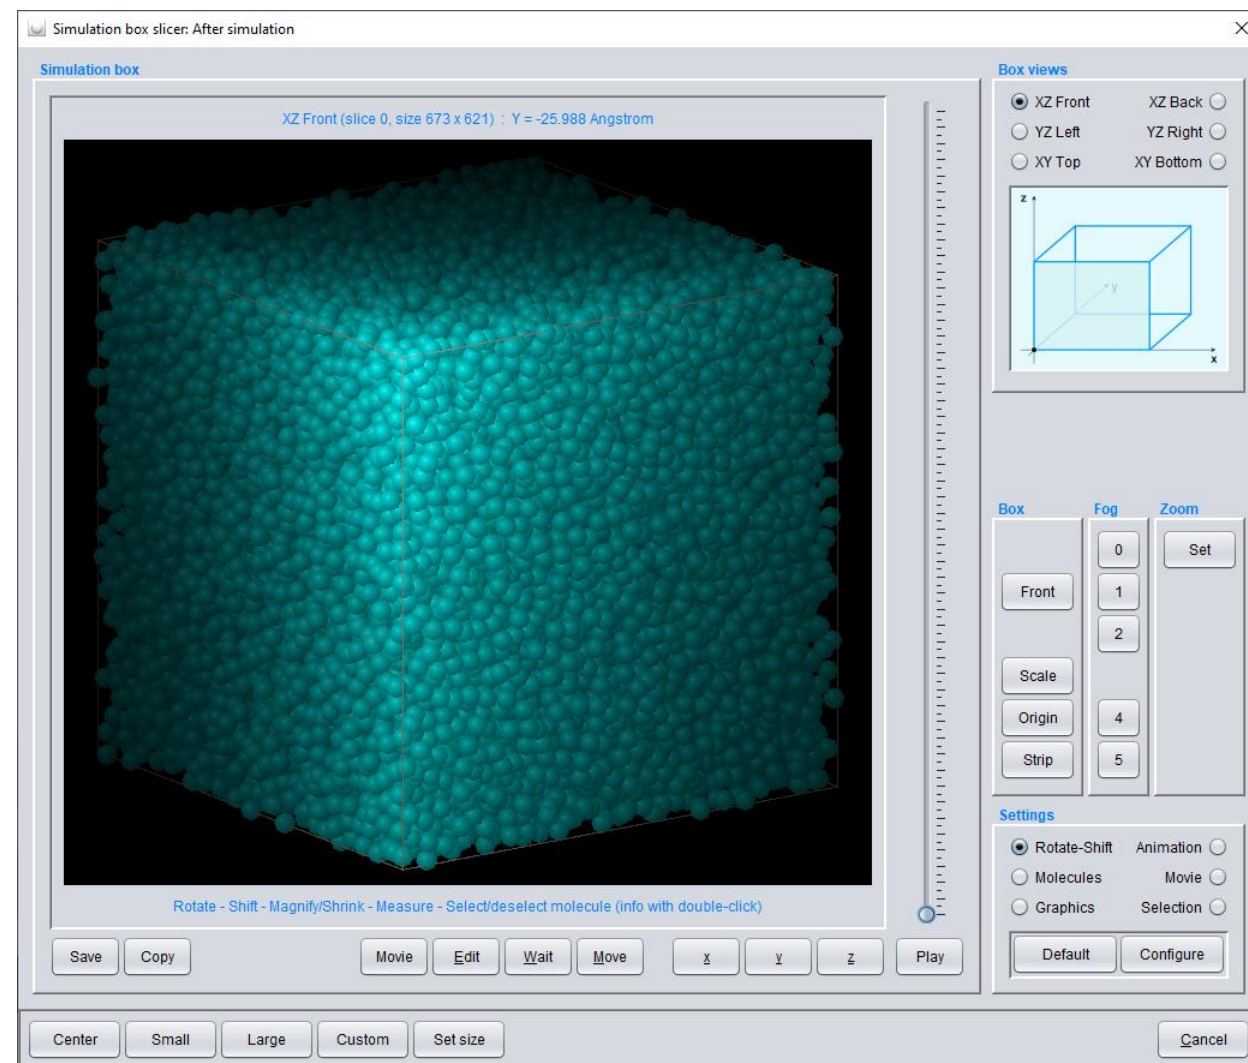 Simulation box slicer: After simulation
Simulation box
XZ Front (slice 0, size 673 x 621) : Y = -25.988 Angstrom
Rotate - Shift - Magnify/Shrink - Measure - Select/deselect molecule (info with double-click)
Save Copy Movie Edit Wait Move x y z Play
Box views
XZ Front XZ Back
YZ Left YZ Right
XY Top XY Bottom
z
y
x
Box Fog Zoom
0 Set
Front 1
2
Scale
Origin 4
Strip 5
Settings
Rotate-Shift Animation
Molecules Movie
Graphics Selection
Default Configure
Center Small Large Custom Set size Cancel